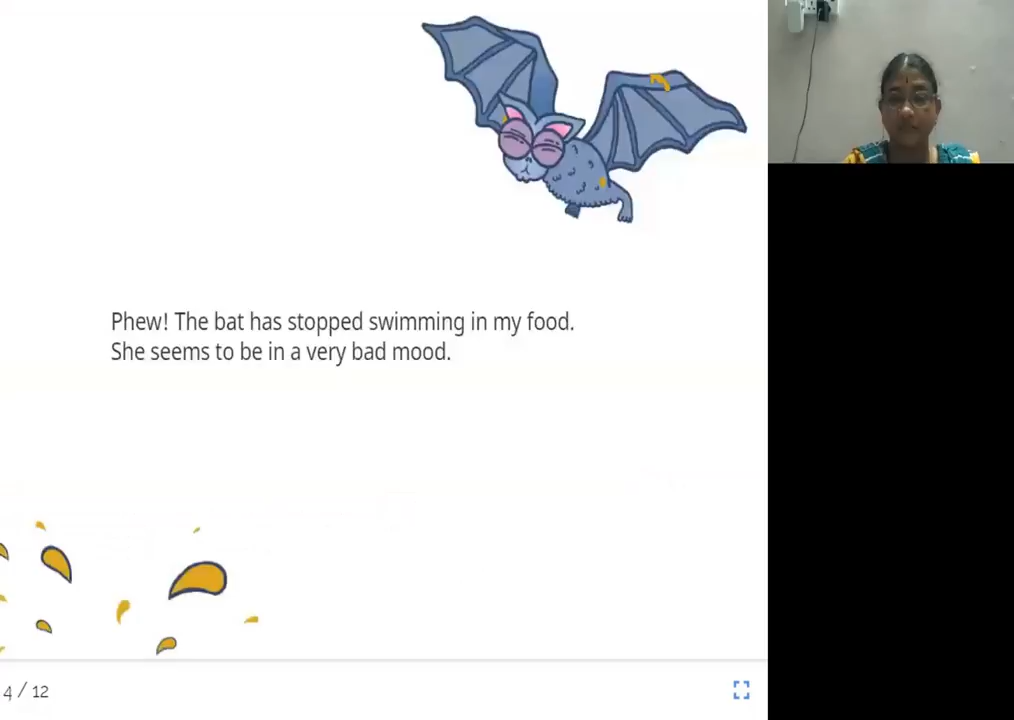 Phew! The bat has stopped swimming in my food.
She seems to be in a very bad mood.
4 / 12